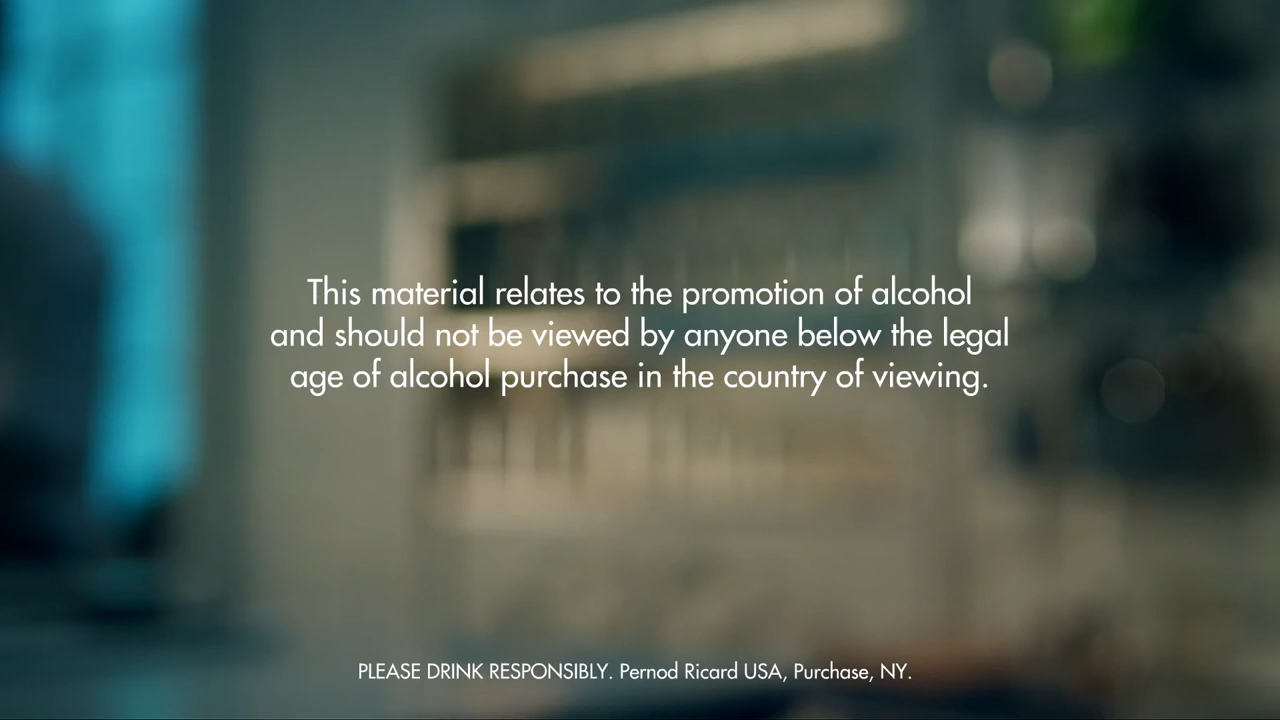 This material relates to the promotion of alcohol
and should not be viewed by anyone below the legal
age of alcohol purchase in the country of viewing.
PLEASE DRINK RESPONSIBLY. Pernod Ricard USA, Purchase, NY.